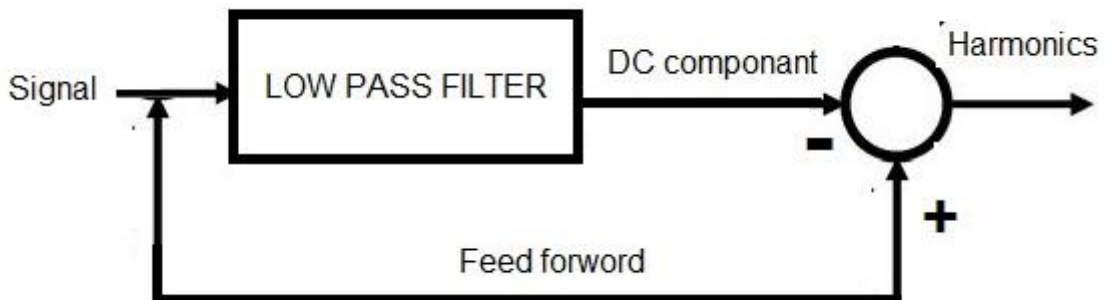 Signal
LOW PASS FILTER
DC componant
Harmonics
-
+
Feed forword